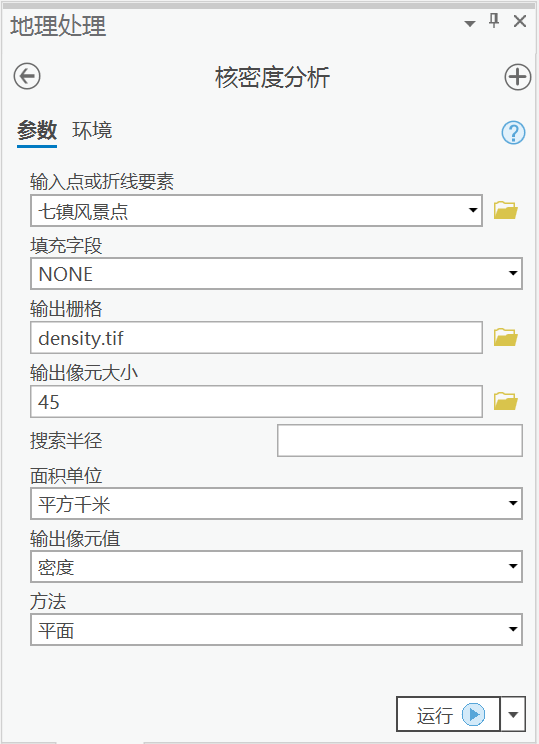 地理处理
核密度分析
参数 环境
输入点或折线要素
七镇风景点
填充字段
NONE
输出栅格
density.tif
输出像元大小
45
搜索半径
面积单位
平方千米
输出像元值
密度
方法
平面
运行